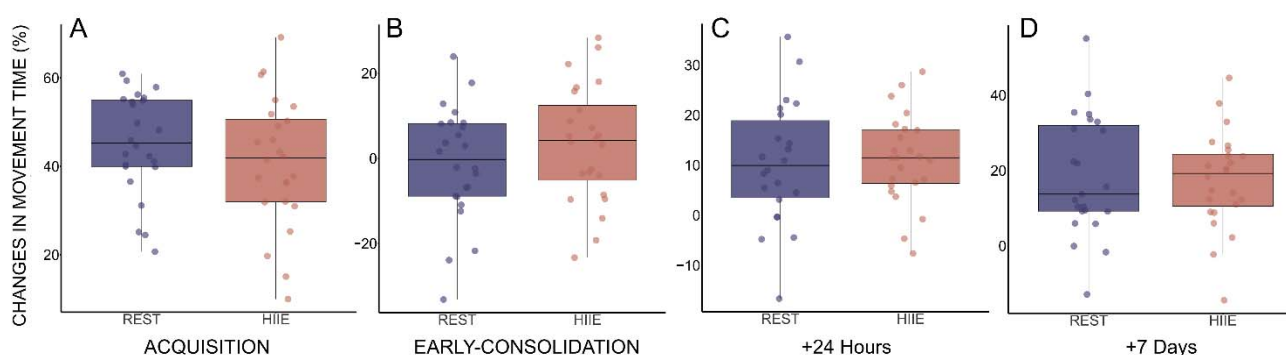 A
B
C
D
CHANGES IN MOVEMENT TIME (%)
60
40
20
20
0
−20
30
20
10
0
−10
40
20
0
REST HIIE
REST HIIE
REST HIIE
REST HIIE
ACQUISITION
EARLY-CONSOLIDATION
+24 Hours
+7 Days